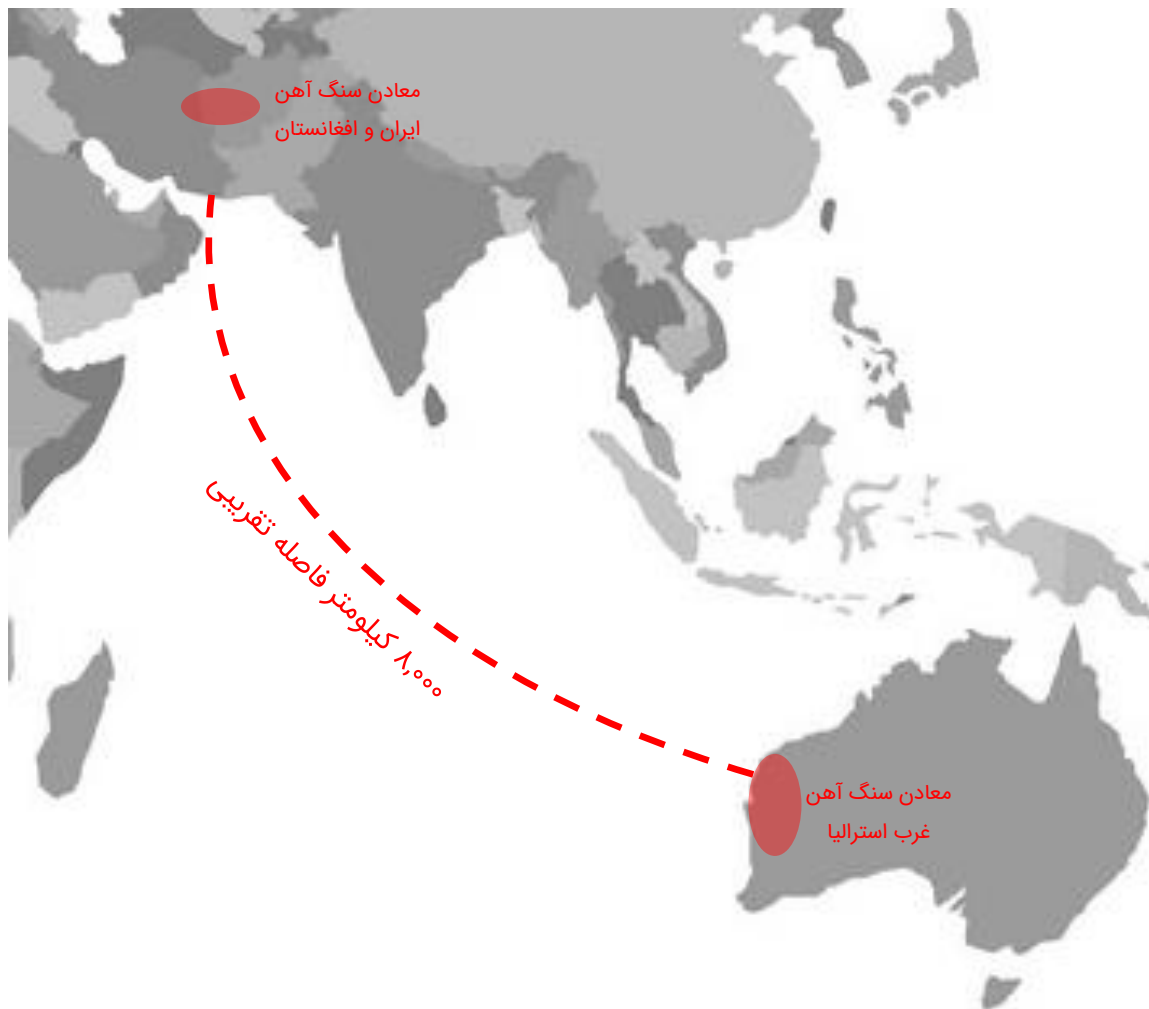 معادن سنگ آهن
ایران و افغانستان
۸,۰۰۰ کیلومتر فاصله تقریبی
معادن سنگ آهن
غرب استرالیا